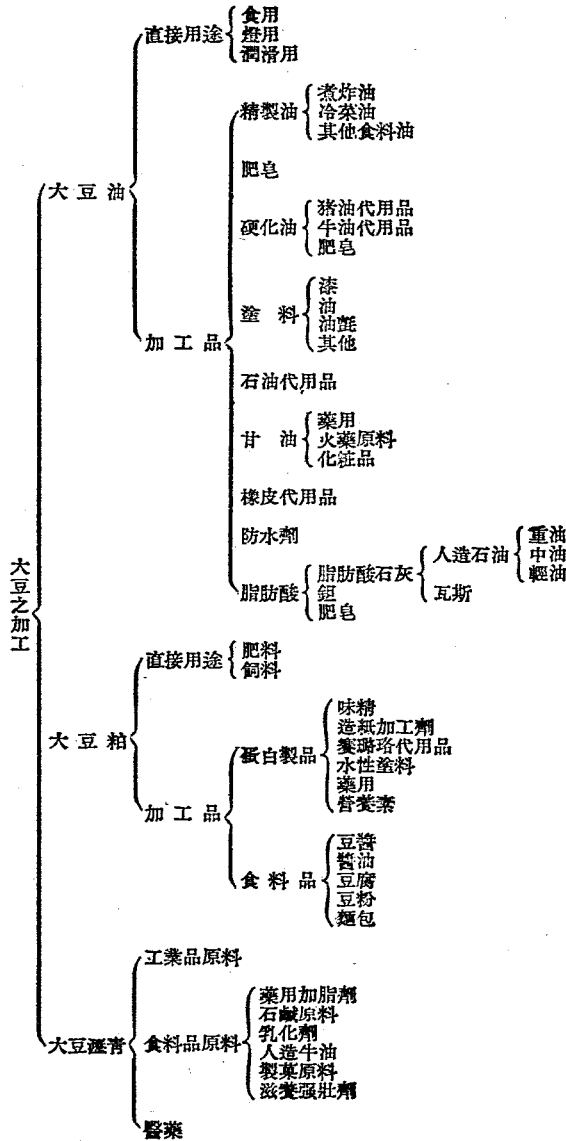 大豆之加工
大豆油
直接用途
食用
燈用
潤滑用
加工品
精製油
煮炸油
冷菜油
其他食料油
肥皂
硬化油
猪油代用品
牛油代用品
肥皂
塗料
漆
油
油氈
其他
石油代用品
甘油
藥用
火藥原料
化粧品
橡皮代用品
防水劑
脂肪酸
脂肪酸石灰
人造石油
重油
中油
輕油
瓦斯
肥皂
大豆粕
直接用途
肥料
飼料
加工品
蛋白製品
味精
造紙加工劑
代用品
水性塗料
藥用
營養素
食料品
豆醬
醬油
豆腐
豆粉
麵包
大豆瀝青
工業品原料
食料品原料
藥用加脂劑
石鹹原料
乳化劑
人造牛油
製菓原料
滋養强壯劑
醫藥